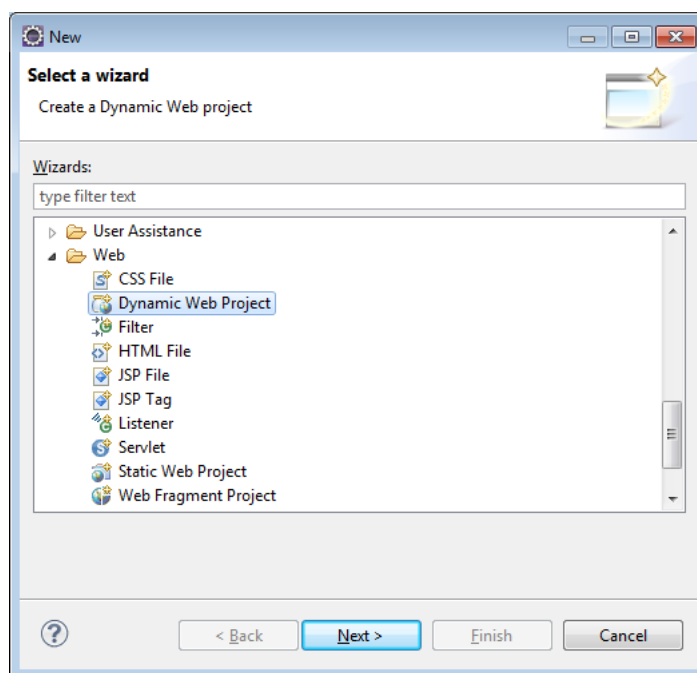 New
Select a wizard
Create a Dynamic Web project
Wizards:
type filter text
User Assistance
Web
CSS File
Dynamic Web Project
Filter
HTML File
JSP File
JSP Tag
Listener
Servlet
Static Web Project
Web Fragment Project
? < Back Next > Finish Cancel